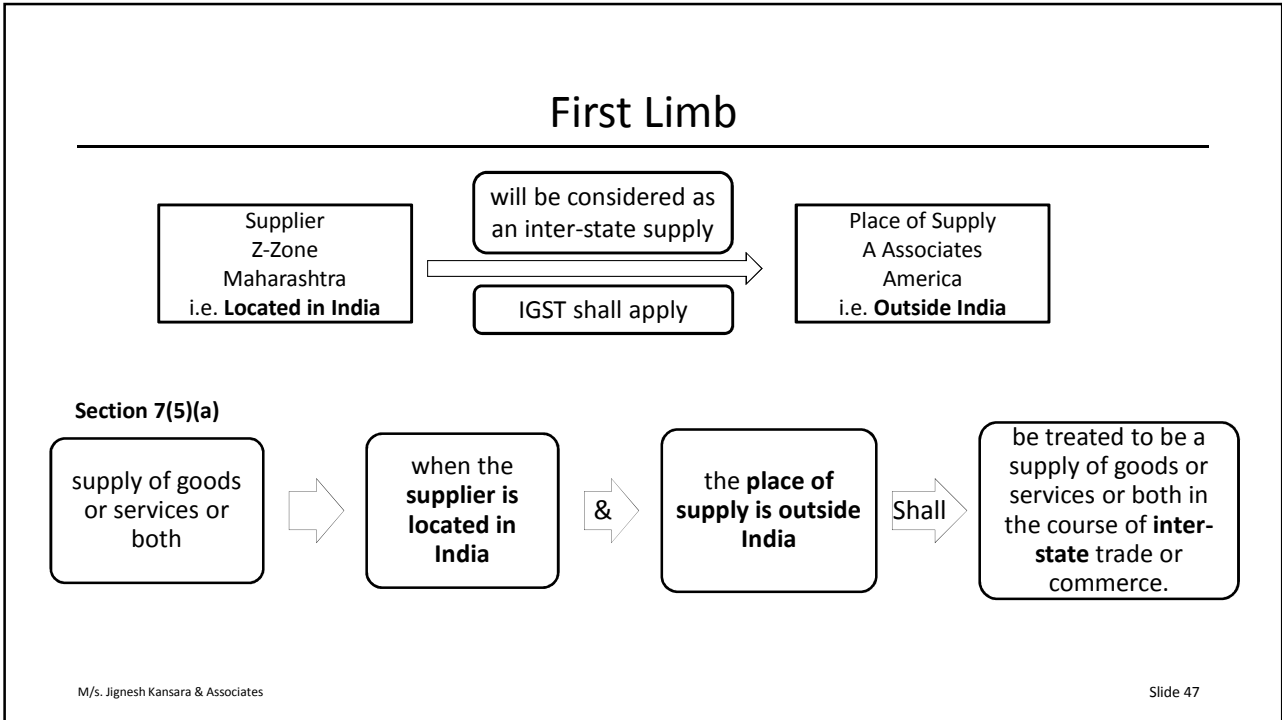 First Limb
Supplier
Z-Zone
Maharashtra
i.e. Located in India
will be considered as
an inter-state supply
IGST shall apply
Place of Supply
A Associates
America
i.e. Outside India
Section 7(5)(a)
supply of goods
or services or
both
when the
supplier is
located in
India
&
the place of
supply is outside
India
Shall
be treated to be a
supply of goods or
services or both in
the course of inter-
state trade or
commerce.
M/s. Jignesh Kansara & Associates
Slide 47